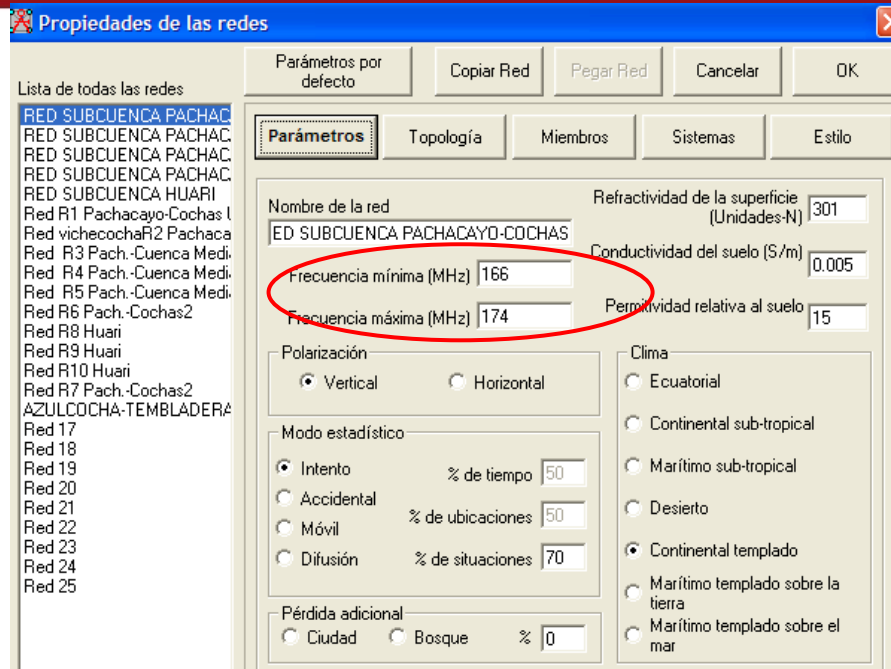 Propiedades de las redes
Parámetros por defecto
Copiar Red
Pegar Red
Cancelar
OK
Lista de todas las redes
RED SUBCUENCA PACHAC
RED SUBCUENCA PACHAC
RED SUBCUENCA PACHAC
RED SUBCUENCA PACHAC
RED SUBCUENCA HUARI
Red R1 Pachacayo-Cochas
Red vichecochaR2 Pachaca
Red R3 Pach.-Cuenca Medi
Red R4 Pach.-Cuenca Medi
Red R5 Pach.-Cuenca Medi
Red R6 Pach.-Cochas2
Red R8 Huari
Red R9 Huari
Red R10 Huari
Red R7 Pach.-Cochas2
AZULCOCHA-TEMBLADERA
Red 17
Red 18
Red 19
Red 20
Red 21
Red 22
Red 23
Red 24
Red 25
Parámetros
Topología
Miembros
Sistemas
Estilo
Nombre de la red
ED SUBCUENCA PACHACAYO-COCHAS
Frecuencia mínima (MHz) 166
Frecuencia máxima (MHz) 174
Refractividad de la superficie
(Unidades-N) 301
Conductividad del suelo (S/m)
0.005
Permitividad relativa al suelo
15
Polarización
Vertical
Horizontal
Modo estadístico
Intento
Accidental
Móvil
Difusión
% de tiempo 50
% de ubicaciones 50
% de situaciones 70
Pérdida adicional
Ciudad
Bosque
% 0
Clima
Ecuatorial
Continental sub-tropical
Marítimo sub-tropical
Desierto
Continental templado
Marítimo templado sobre la
tierra
Marítimo templado sobre el
mar